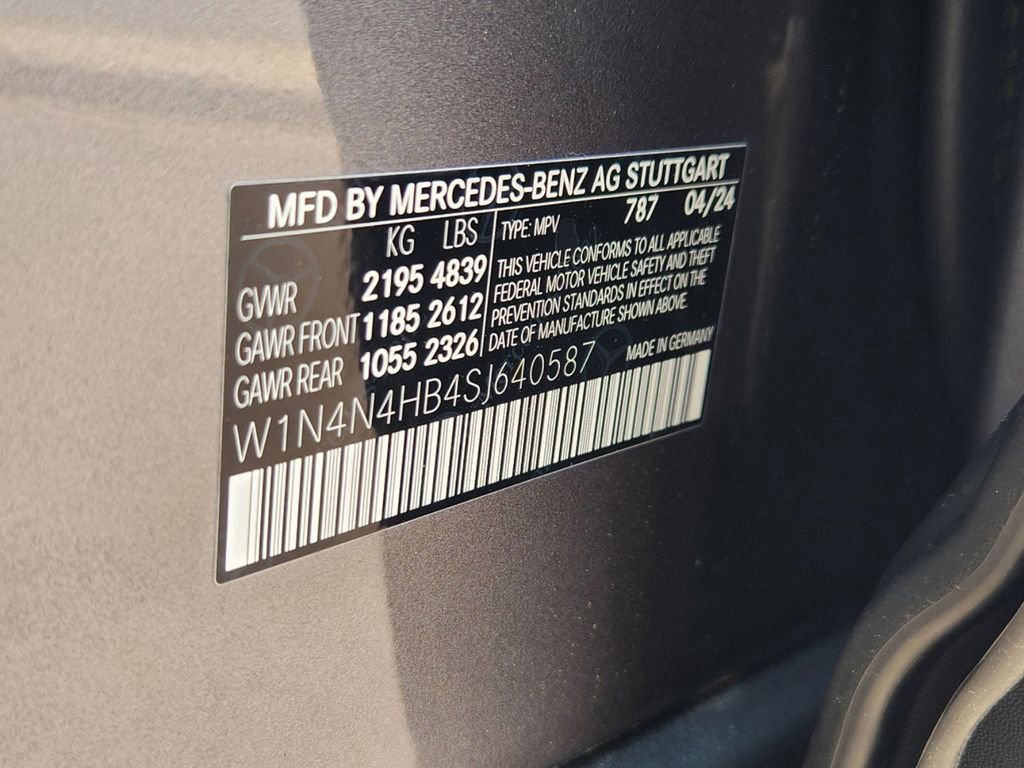 MFD BY MERCEDES-BENZ AG STUTTGART
KG LBS
GVWR 2195 4839
GAWR FRONT 1185 2612
GAWR REAR 1055 2326
787 04/24
TYPE: MPV
THIS VEHICLE CONFORMS TO ALL APPLICABLE
FEDERAL MOTOR VEHICLE SAFETY AND THEFT
PREVENTION STANDARDS IN EFFECT ON THE
DATE OF MANUFACTURE SHOWN ABOVE.
MADE IN GERMANY
W1N4N4HB4SJ640587